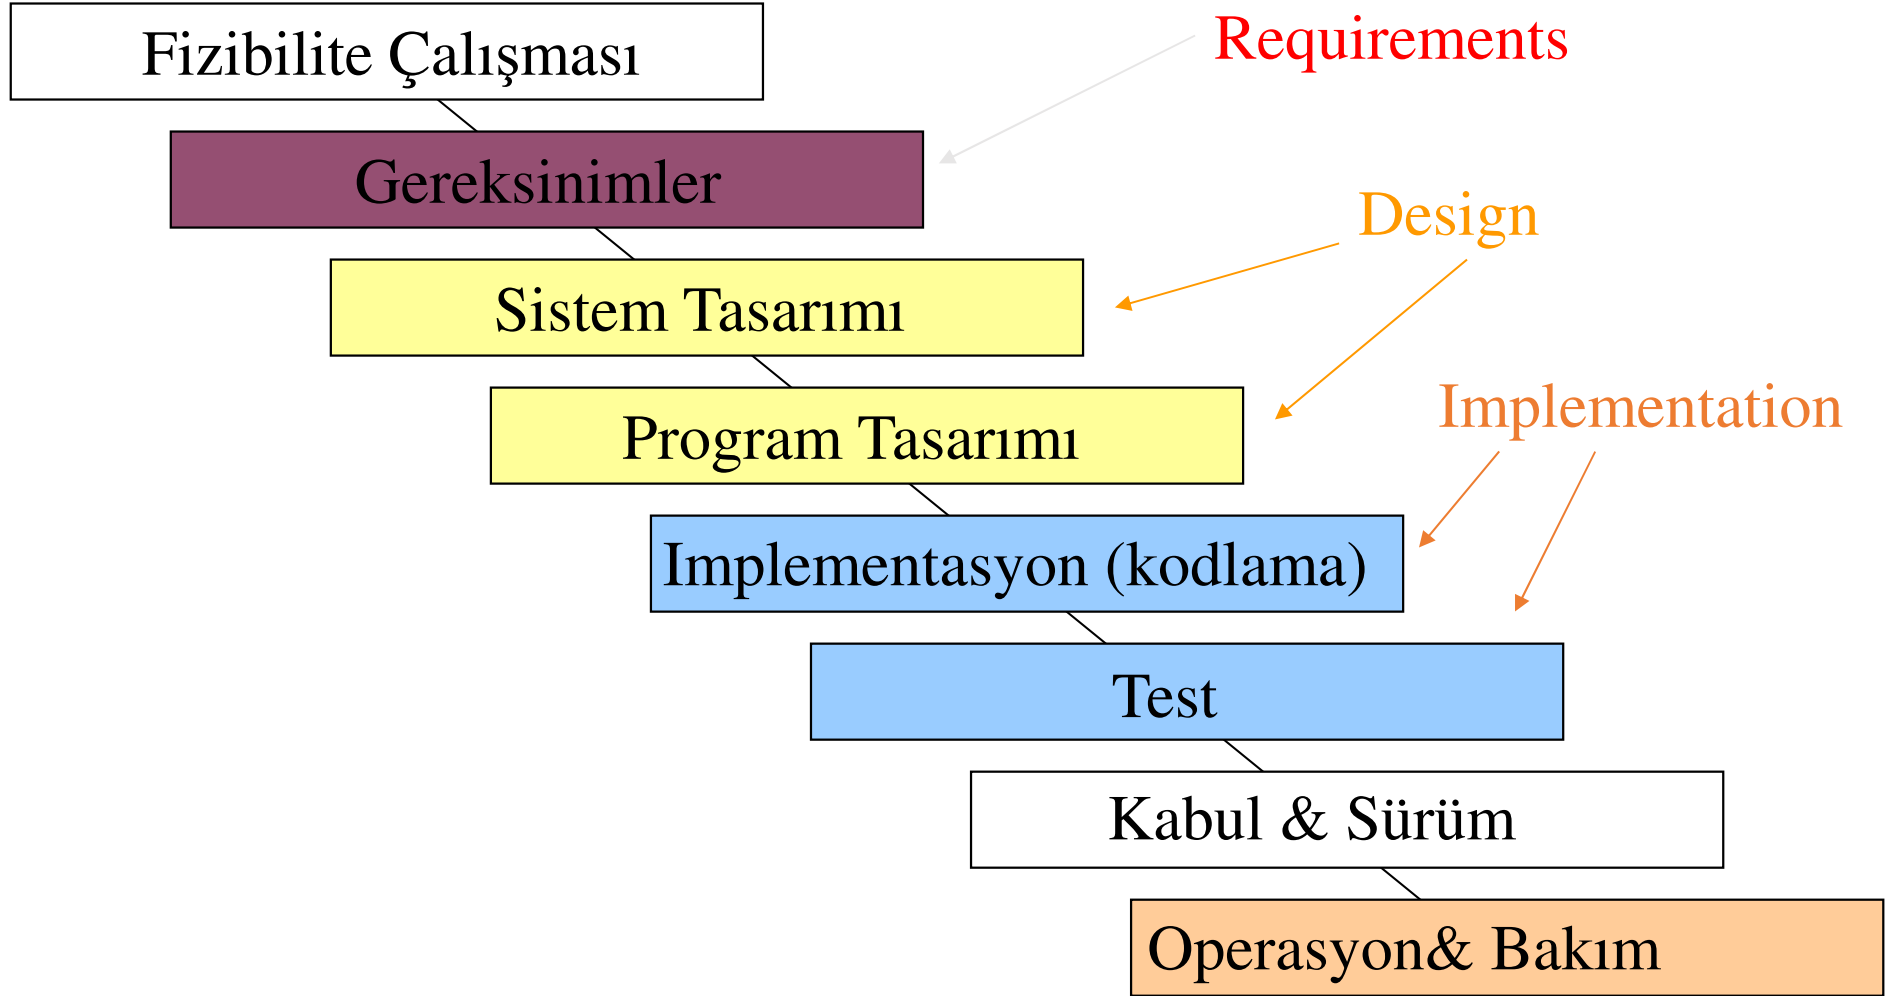 Fizibilite Çalışması
Requirements
Gereksinimler
Design
Sistem Tasarımı
Program Tasarımı
Implementation
Implementasyon (kodlama)
Test
Kabul & Sürüm
Operasyon& Bakım